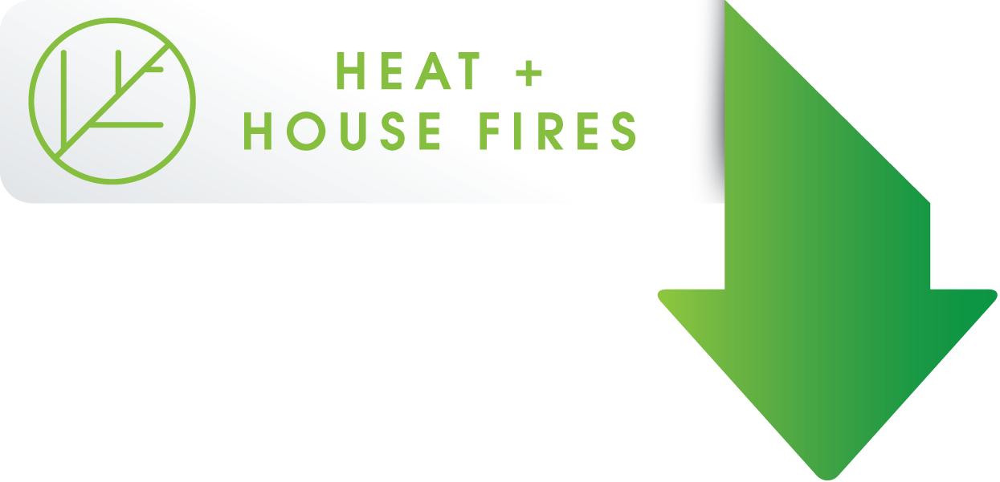 HEAT +
HOUSE FIRES